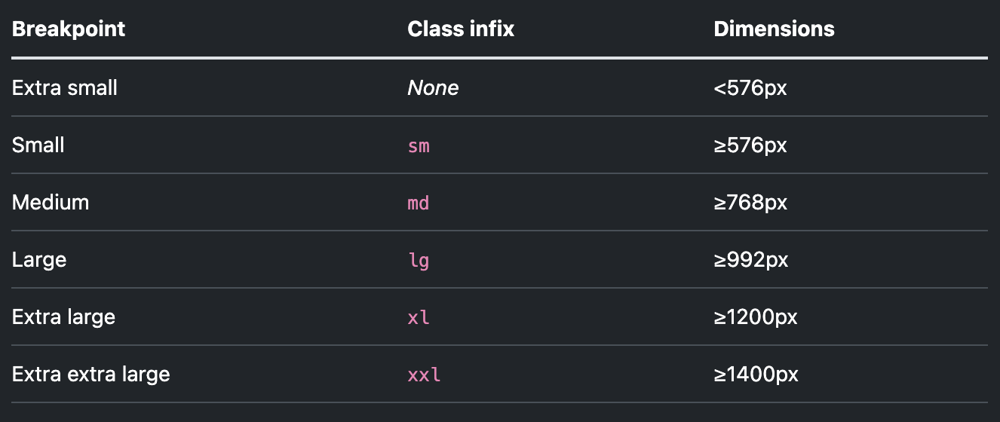 Breakpoint Class infix Dimensions
Extra small None <576px
Small sm ≥576px
Medium md ≥768px
Large lg ≥992px
Extra large xl ≥1200px
Extra extra large xxl ≥1400px